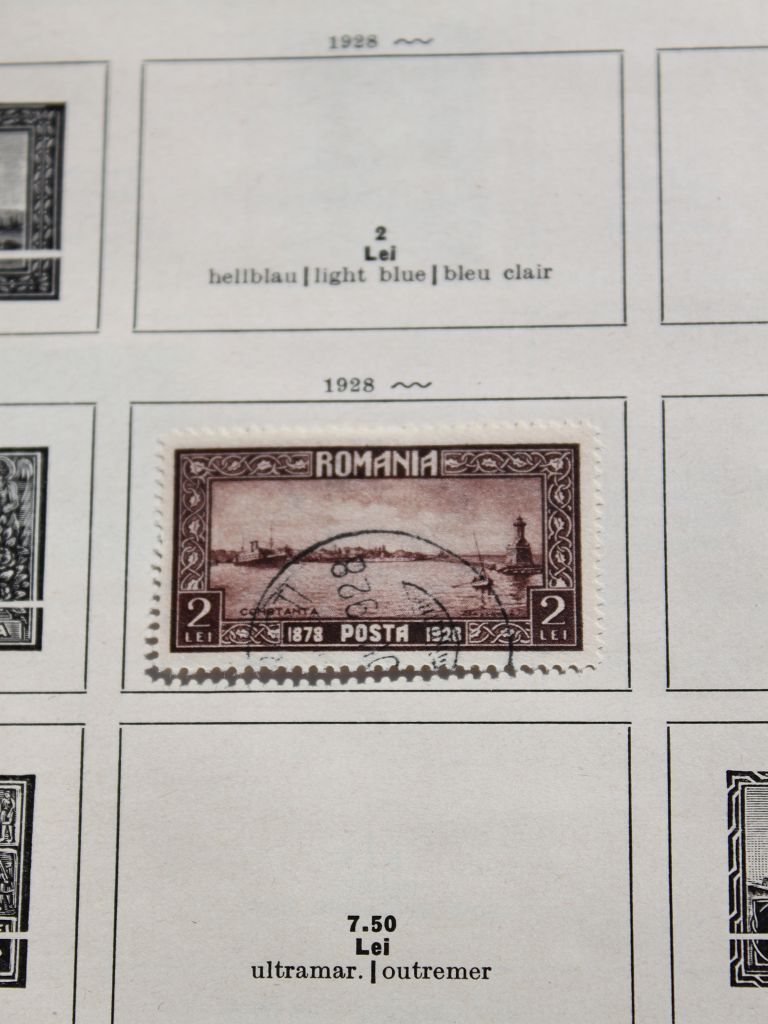 1928
2
Lei
hellblau | light blue | bleu clair
1928
ROMANIA
CONSTANTA
2 LEI
1878 POSTA 1928
2 LEI
928
A
7.50
Lei
ultramar. | outremer